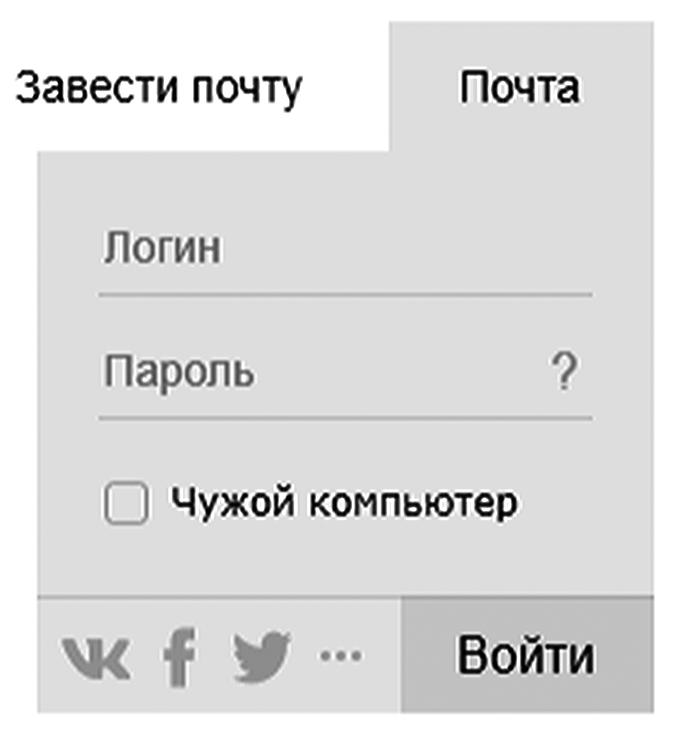 Завести почту Почта
Логин
Пароль ?
Чужой компьютер
Войти